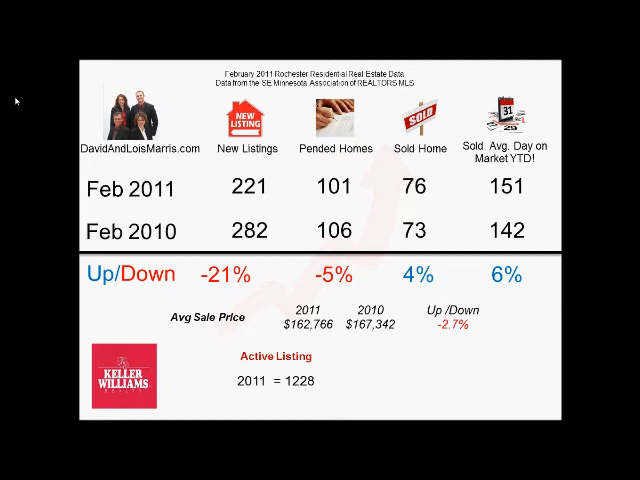 February 2011 Rochester Residential Real Estate Data
Data from the SE Minnesota Association of REALTORS MLS
NEW
LISTING
SOLD
31
29
DavidAndLoisMarris.com
New Listings
Pended Homes
Sold Home
Sold Avg. Day on
Market YTD!
Feb 2011 221 101 76 151
Feb 2010 282 106 73 142
Up/Down -21% -5% 4% 6%
2011 2010 Up /Down
Avg Sale Price $162,766 $167,342 -2.7%
Active Listing
2011 = 1228
KELLER
WILLIAMS
REALTY